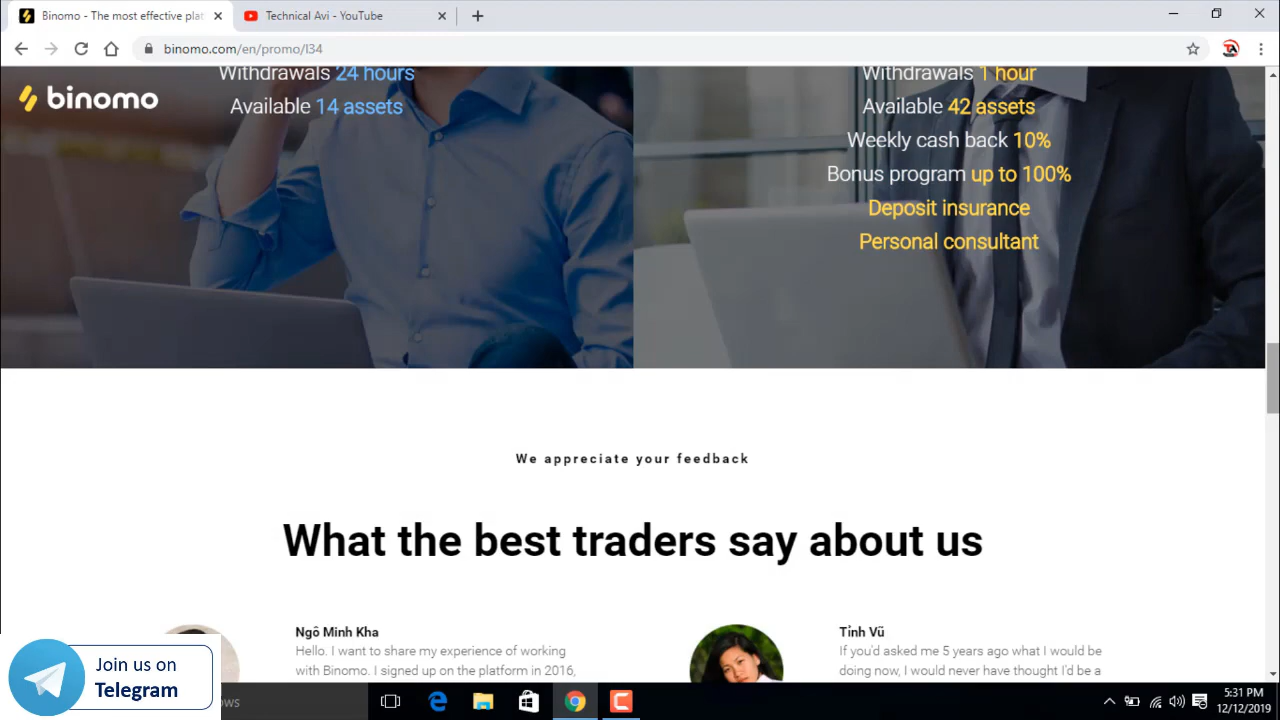 Binomo - The most effective plat
Technical Avi - YouTube
binomo.com/en/promo/l34
binomo
Withdrawals 24 hours
Available 14 assets
Withdrawals 1 hour
Available 42 assets
Weekly cash back 10%
Bonus program up to 100%
Deposit insurance
Personal consultant
We appreciate your feedback
What the best traders say about us
Ngô Minh Kha
Hello. I want to share my experience of working
with Binomo. I signed up on the platform in 2016,
Tỉnh Vũ
If you'd asked me 5 years ago what I would be
doing now, I would never have thought I'd be a
Join us on
Telegram
ows
5:31 PM
12/12/2019